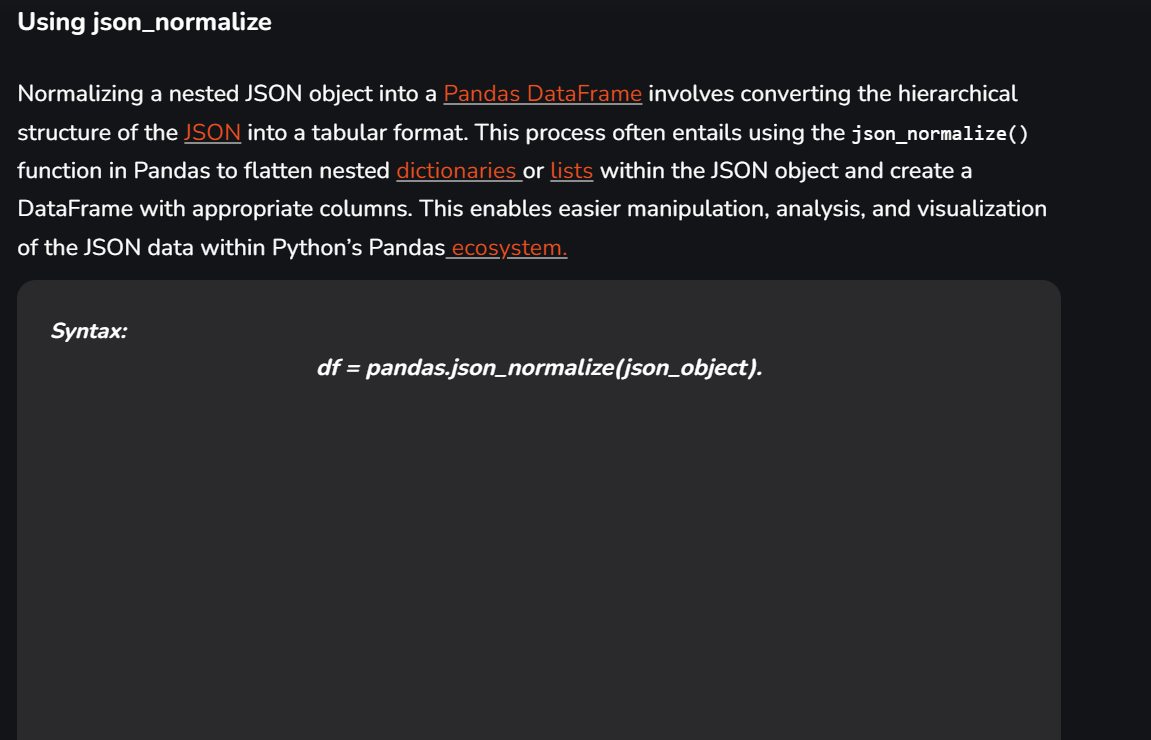 Using json_normalize
Normalizing a nested JSON object into a Pandas DataFrame involves converting the hierarchical
structure of the JSON into a tabular format. This process often entails using the json_normalize()
function in Pandas to flatten nested dictionaries or lists within the JSON object and create a
DataFrame with appropriate columns. This enables easier manipulation, analysis, and visualization
of the JSON data within Python’s Pandas ecosystem.
Syntax:
df = pandas.json_normalize(json_object).